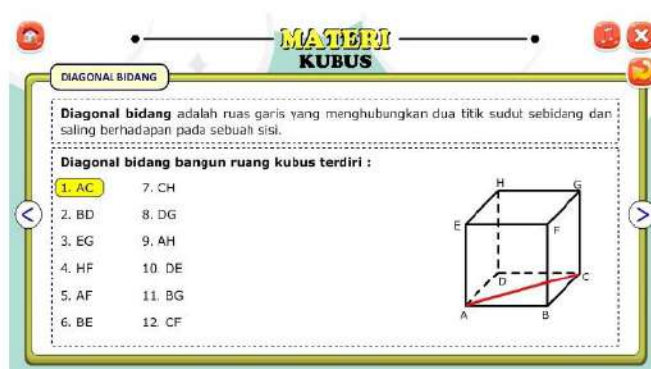 MATERI
KUBUS
DIAGONAL BIDANG
Diagonal bidang adalah ruas garis yang menghubungkan dua titik sudut sebidang dan
saling berhadapan pada sebuah sisi.
Diagonal bidang bangun ruang kubus terdiri :
1. AC
2. BD
3. EG
4. HF
5. AF
6. BE
7. CH
8. DG
9. AH
10. DE
11. BG
12. CF
H
G
E
F
D
C
A
B